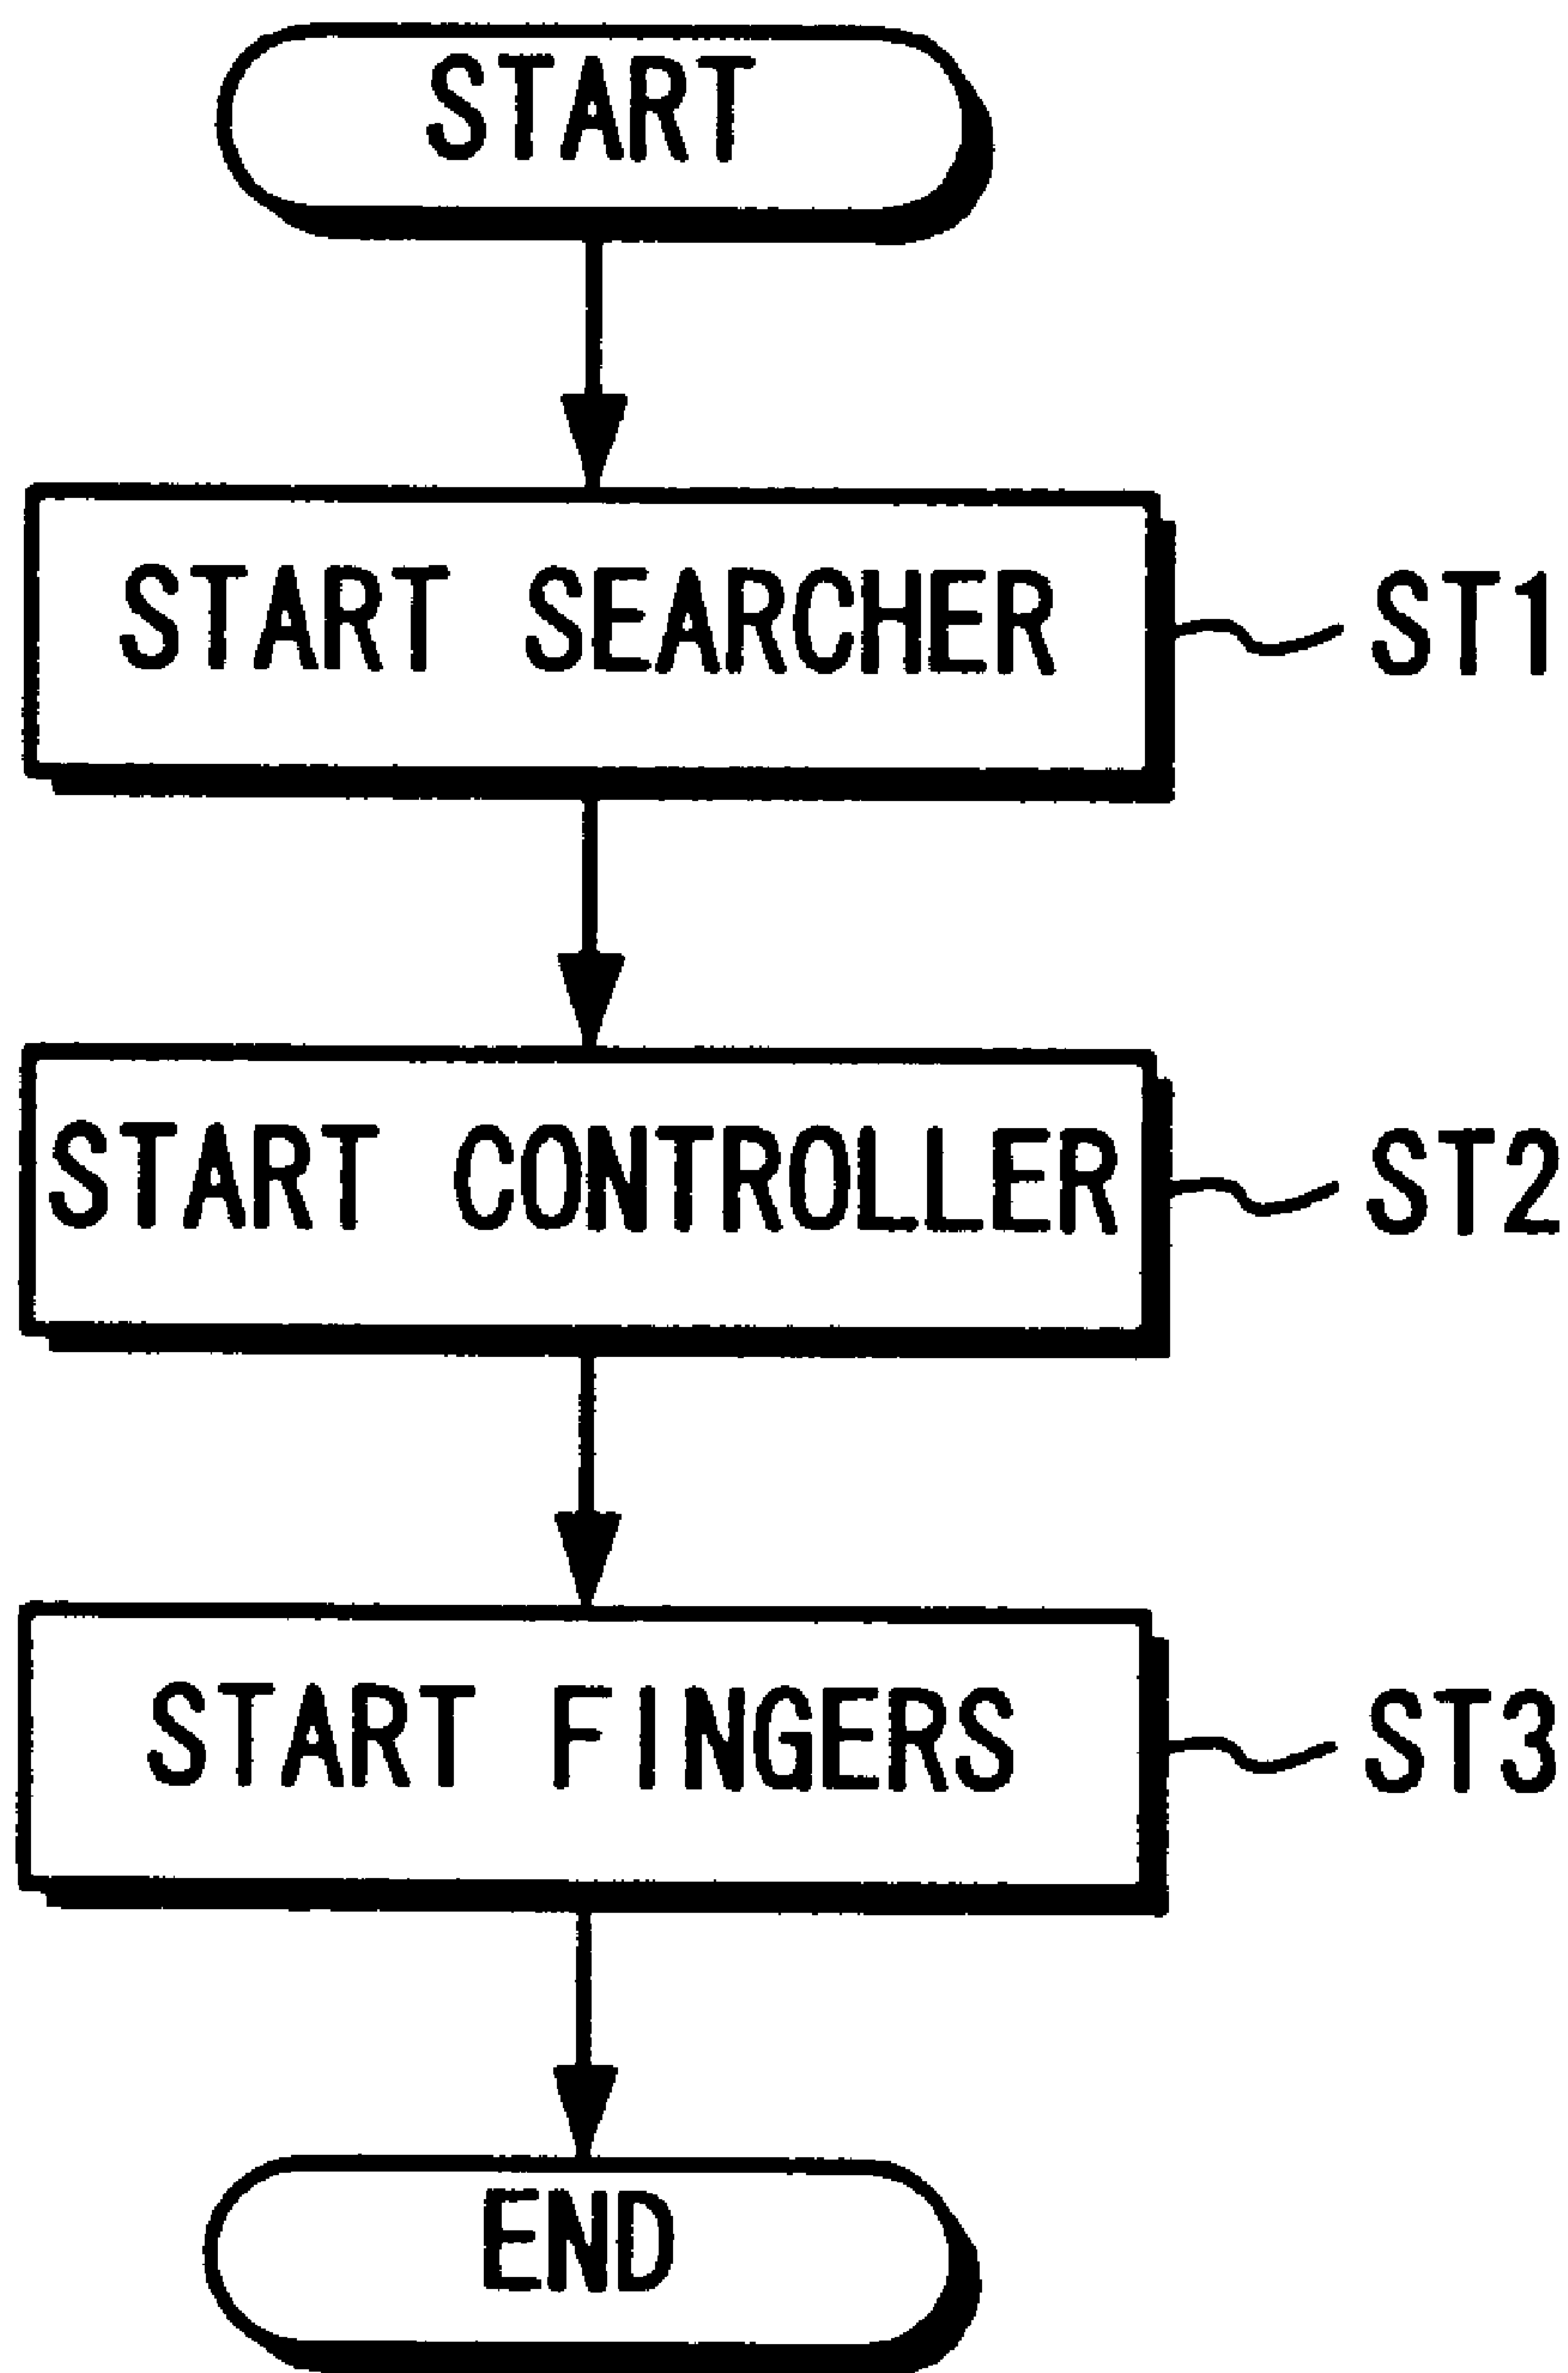 START
START SEARCHER
ST1
START CONTROLLER
ST2
START FINGERS
ST3
END